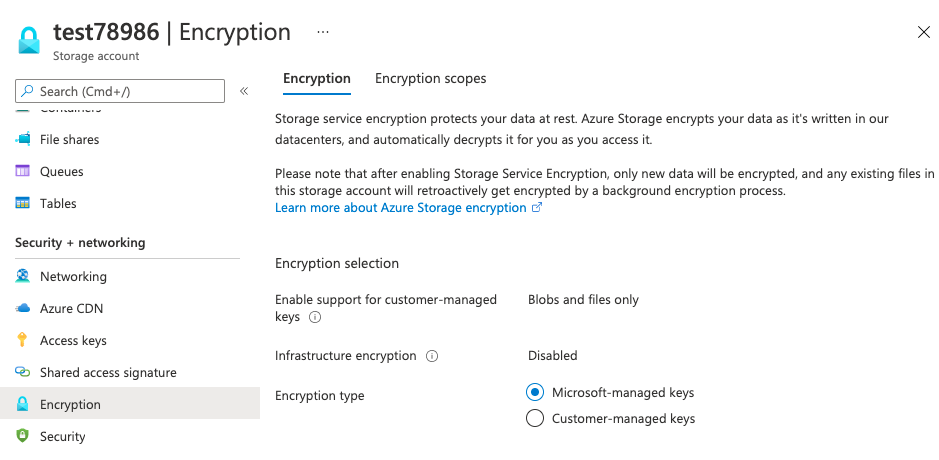 test78986 | Encryption ...
Storage account
Search (Cmd+/)
«
Containers
File shares
Queues
Tables
Security + networking
Networking
Azure CDN
Access keys
Shared access signature
Encryption
Security
Encryption Encryption scopes
Storage service encryption protects your data at rest. Azure Storage encrypts your data as it's written in our
datacenters, and automatically decrypts it for you as you access it.
Please note that after enabling Storage Service Encryption, only new data will be encrypted, and any existing files in
this storage account will retroactively get encrypted by a background encryption process.
Learn more about Azure Storage encryption
Encryption selection
Enable support for customer-managed
keys
Blobs and files only
Infrastructure encryption Disabled
Encryption type
Microsoft-managed keys
Customer-managed keys